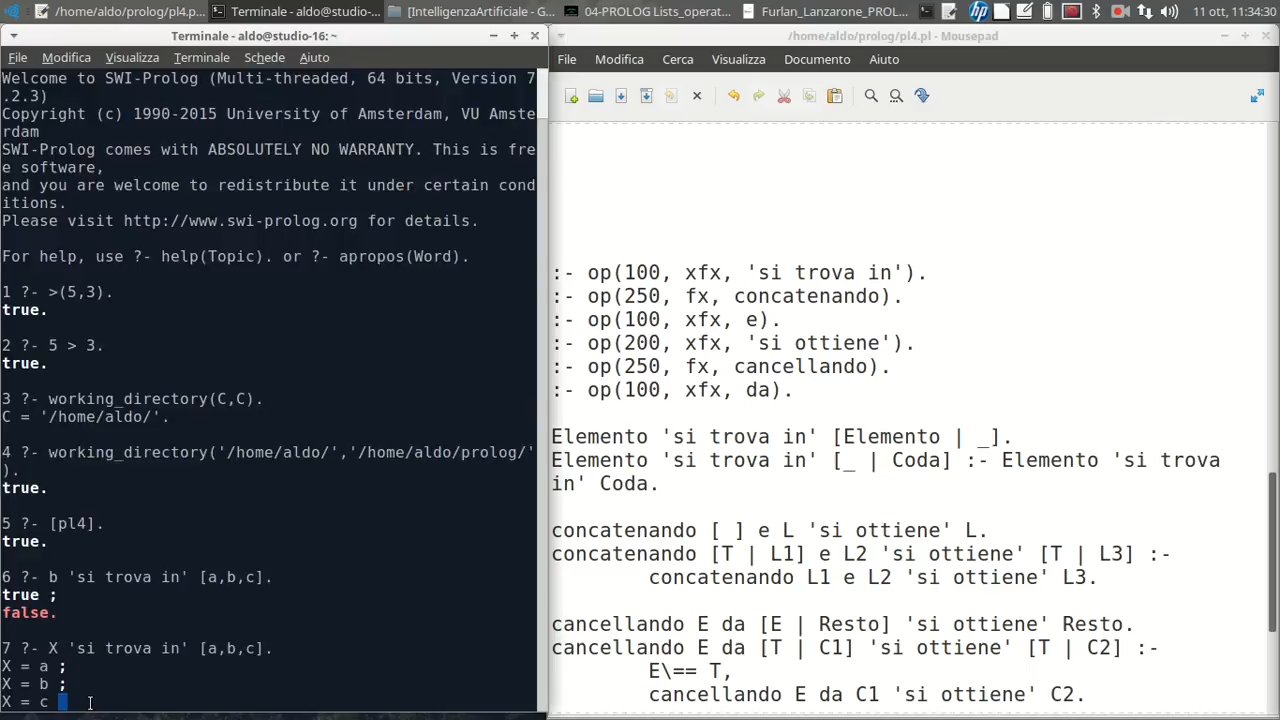 /home/aldo/prolog/pl4.p...
Terminale - aldo@studio-...
[IntelligenzaArtificiale - G...
04-PROLOG Lists_operat...
Furlan_Lanzarone_PROL...
11 ott, 11:34:30
Terminale - aldo@studio-16: ~
File Modifica Visualizza Terminale Schede Aiuto
Welcome to SWI-Prolog (Multi-threaded, 64 bits, Version 7
.2.3)
Copyright (c) 1990-2015 University of Amsterdam, VU Amste
rdam
SWI-Prolog comes with ABSOLUTELY NO WARRANTY. This is fre
e software,
and you are welcome to redistribute it under certain cond
itions.
Please visit http://www.swi-prolog.org for details.
For help, use ?- help(Topic). or ?- apropos(Word).
1 ?- >(5,3).
true.
2 ?- 5 > 3.
true.
3 ?- working_directory(C,C).
C = '/home/aldo/'.
4 ?- working_directory('/home/aldo/','/home/aldo/prolog/'
).
true.
5 ?- [pl4].
true.
6 ?- b 'si trova in' [a,b,c].
true ;
false.
7 ?- X 'si trova in' [a,b,c].
X = a ;
X = b ;
X = c
/home/aldo/prolog/pl4.pl - Mousepad
File Modifica Cerca Visualizza Documento Aiuto
:- op(100, xfx, 'si trova in').
:- op(250, fx, concatenando).
:- op(100, xfx, e).
:- op(200, xfx, 'si ottiene').
:- op(250, fx, cancellando).
:- op(100, xfx, da).
Elemento 'si trova in' [Elemento | _].
Elemento 'si trova in' [_ | Coda] :- Elemento 'si trova
in' Coda.
concatenando [ ] e L 'si ottiene' L.
concatenando [T | L1] e L2 'si ottiene' [T | L3] :-
concatenando L1 e L2 'si ottiene' L3.
cancellando E da [E | Resto] 'si ottiene' Resto.
cancellando E da [T | C1] 'si ottiene' [T | C2] :-
E\== T,
cancellando E da C1 'si ottiene' C2.